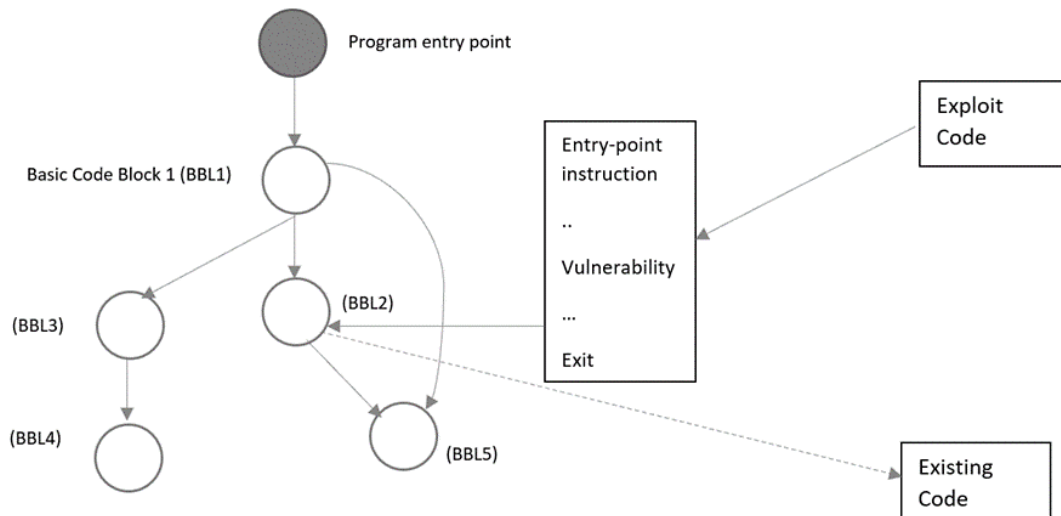 Program entry point
Exploit
Code
Entry-point
instruction
Basic Code Block 1 (BBL1)
..
Vulnerability
(BBL2)
(BBL3)
...
Exit
(BBL4)
(BBL5)
Existing
Code